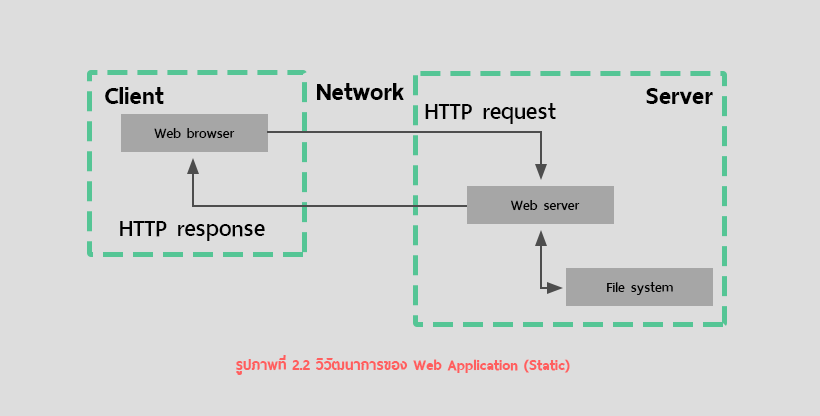 Client
Network
Server
Web browser
HTTP request
HTTP response
Web server
File system
รูปภาพที่ 2.2 วิวัฒนาการของ Web Application (Static)